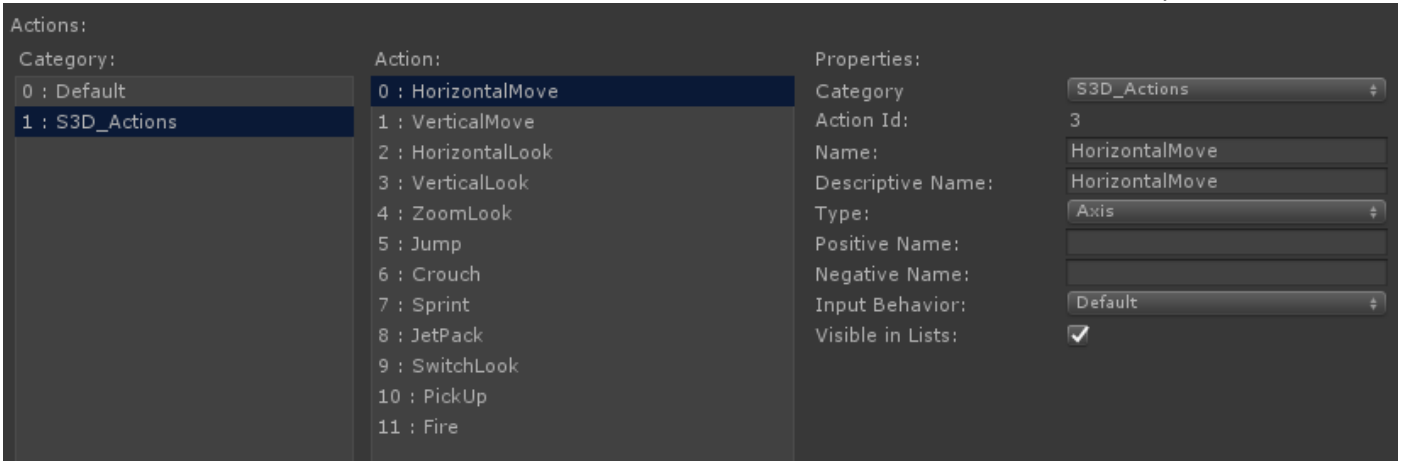 Actions:
Category:
0 : Default
1 : S3D_Actions
Action:
0 : HorizontalMove
1 : VerticalMove
2 : HorizontalLook
3 : VerticalLook
4 : ZoomLook
5 : Jump
6 : Crouch
7 : Sprint
8 : JetPack
9 : SwitchLook
10 : PickUp
11 : Fire
Properties:
Category S3D_Actions
Action Id: 3
Name: HorizontalMove
Descriptive Name: HorizontalMove
Type: Axis
Positive Name:
Negative Name:
Input Behavior: Default
Visible in Lists: